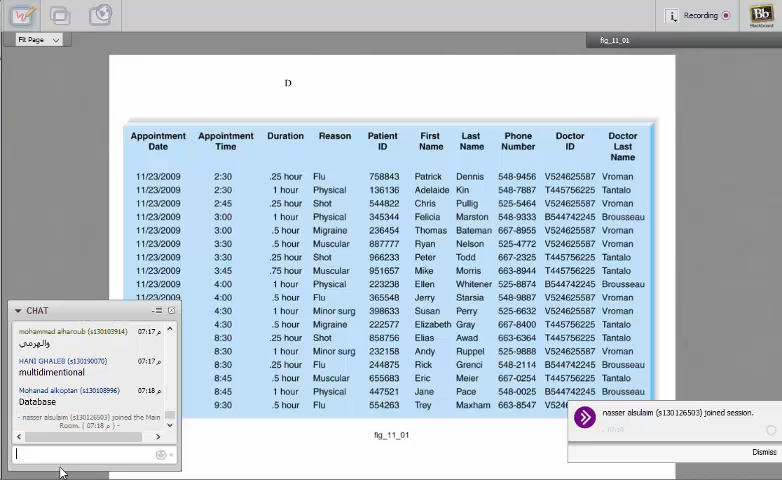 Recording
Bb
Blackboard
Fit Page
fig_11_01
D
Appointment Date Appointment Time Duration Reason Patient ID First Name Last Name Phone Number Doctor ID Doctor Last Name
11/23/2009 2:30 .25 hour Flu 758843 Patrick Dennis 548-9456 V524625587 Vroman
11/23/2009 2:30 1 hour Physical 136136 Adelaide Kin 548-7887 T445756225 Tantalo
11/23/2009 2:45 .25 hour Shot 544822 Chris Pullig 525-5464 V524625587 Vroman
11/23/2009 3:00 1 hour Physical 345344 Felicia Marston 548-9333 B544742245 Brousseau
11/23/2009 3:00 .5 hour Migraine 236454 Thomas Bateman 667-8955 V524625587 Vroman
11/23/2009 3:30 .5 hour Muscular 887777 Ryan Nelson 525-4772 V524625587 Vroman
11/23/2009 3:30 .25 hour Shot 966233 Peter Todd 667-2325 T445756225 Tantalo
11/23/2009 3:45 .75 hour Muscular 951657 Mike Morris 663-8944 T445756225 Tantalo
11/23/2009 4:00 1 hour Physical 223238 Ellen Whitener 525-8874 B544742245 Brousseau
11/23/2009 4:00 .5 hour Flu 365548 Jerry Starsia 548-9887 V524625587 Vroman
4:30 1 hour Minor surg 398633 Susan Perry 525-6632 V524625587 Vroman
4:30 .5 hour Migraine 222577 Elizabeth Gray 667-8400 T445756225 Tantalo
8:30 .25 hour Shot 858756 Elias Awad 663-6364 T445756225 Tantalo
8:30 1 hour Minor surg 232158 Andy Ruppel 525-9888 V524625587 Vroman
8:30 .25 hour Flu 244875 Rick Grenci 548-2114 B544742245 Brousseau
8:45 .5 hour Muscular 655683 Eric Meier 667-0254 T445756225 Tantalo
8:45 1 hour Physical 447521 Jane Pace 548-0025 B544742245 Brousseau
9:30 .5 hour Flu 554263 Trey Maxham 663-8547
fig_11_01
CHAT
mohammad alharoub (s130103914) 07:17 م
والهرمي
HANI GHALEB (s130190070) 07:17 م
multidimentional
Mohanad alkoptan (s130108996) 07:18 م
Database
- nasser alsulaim (s130126503) joined the Main
Room. ( 07:18 م ) -
nasser alsulaim (s130126503) joined session.
Dismiss